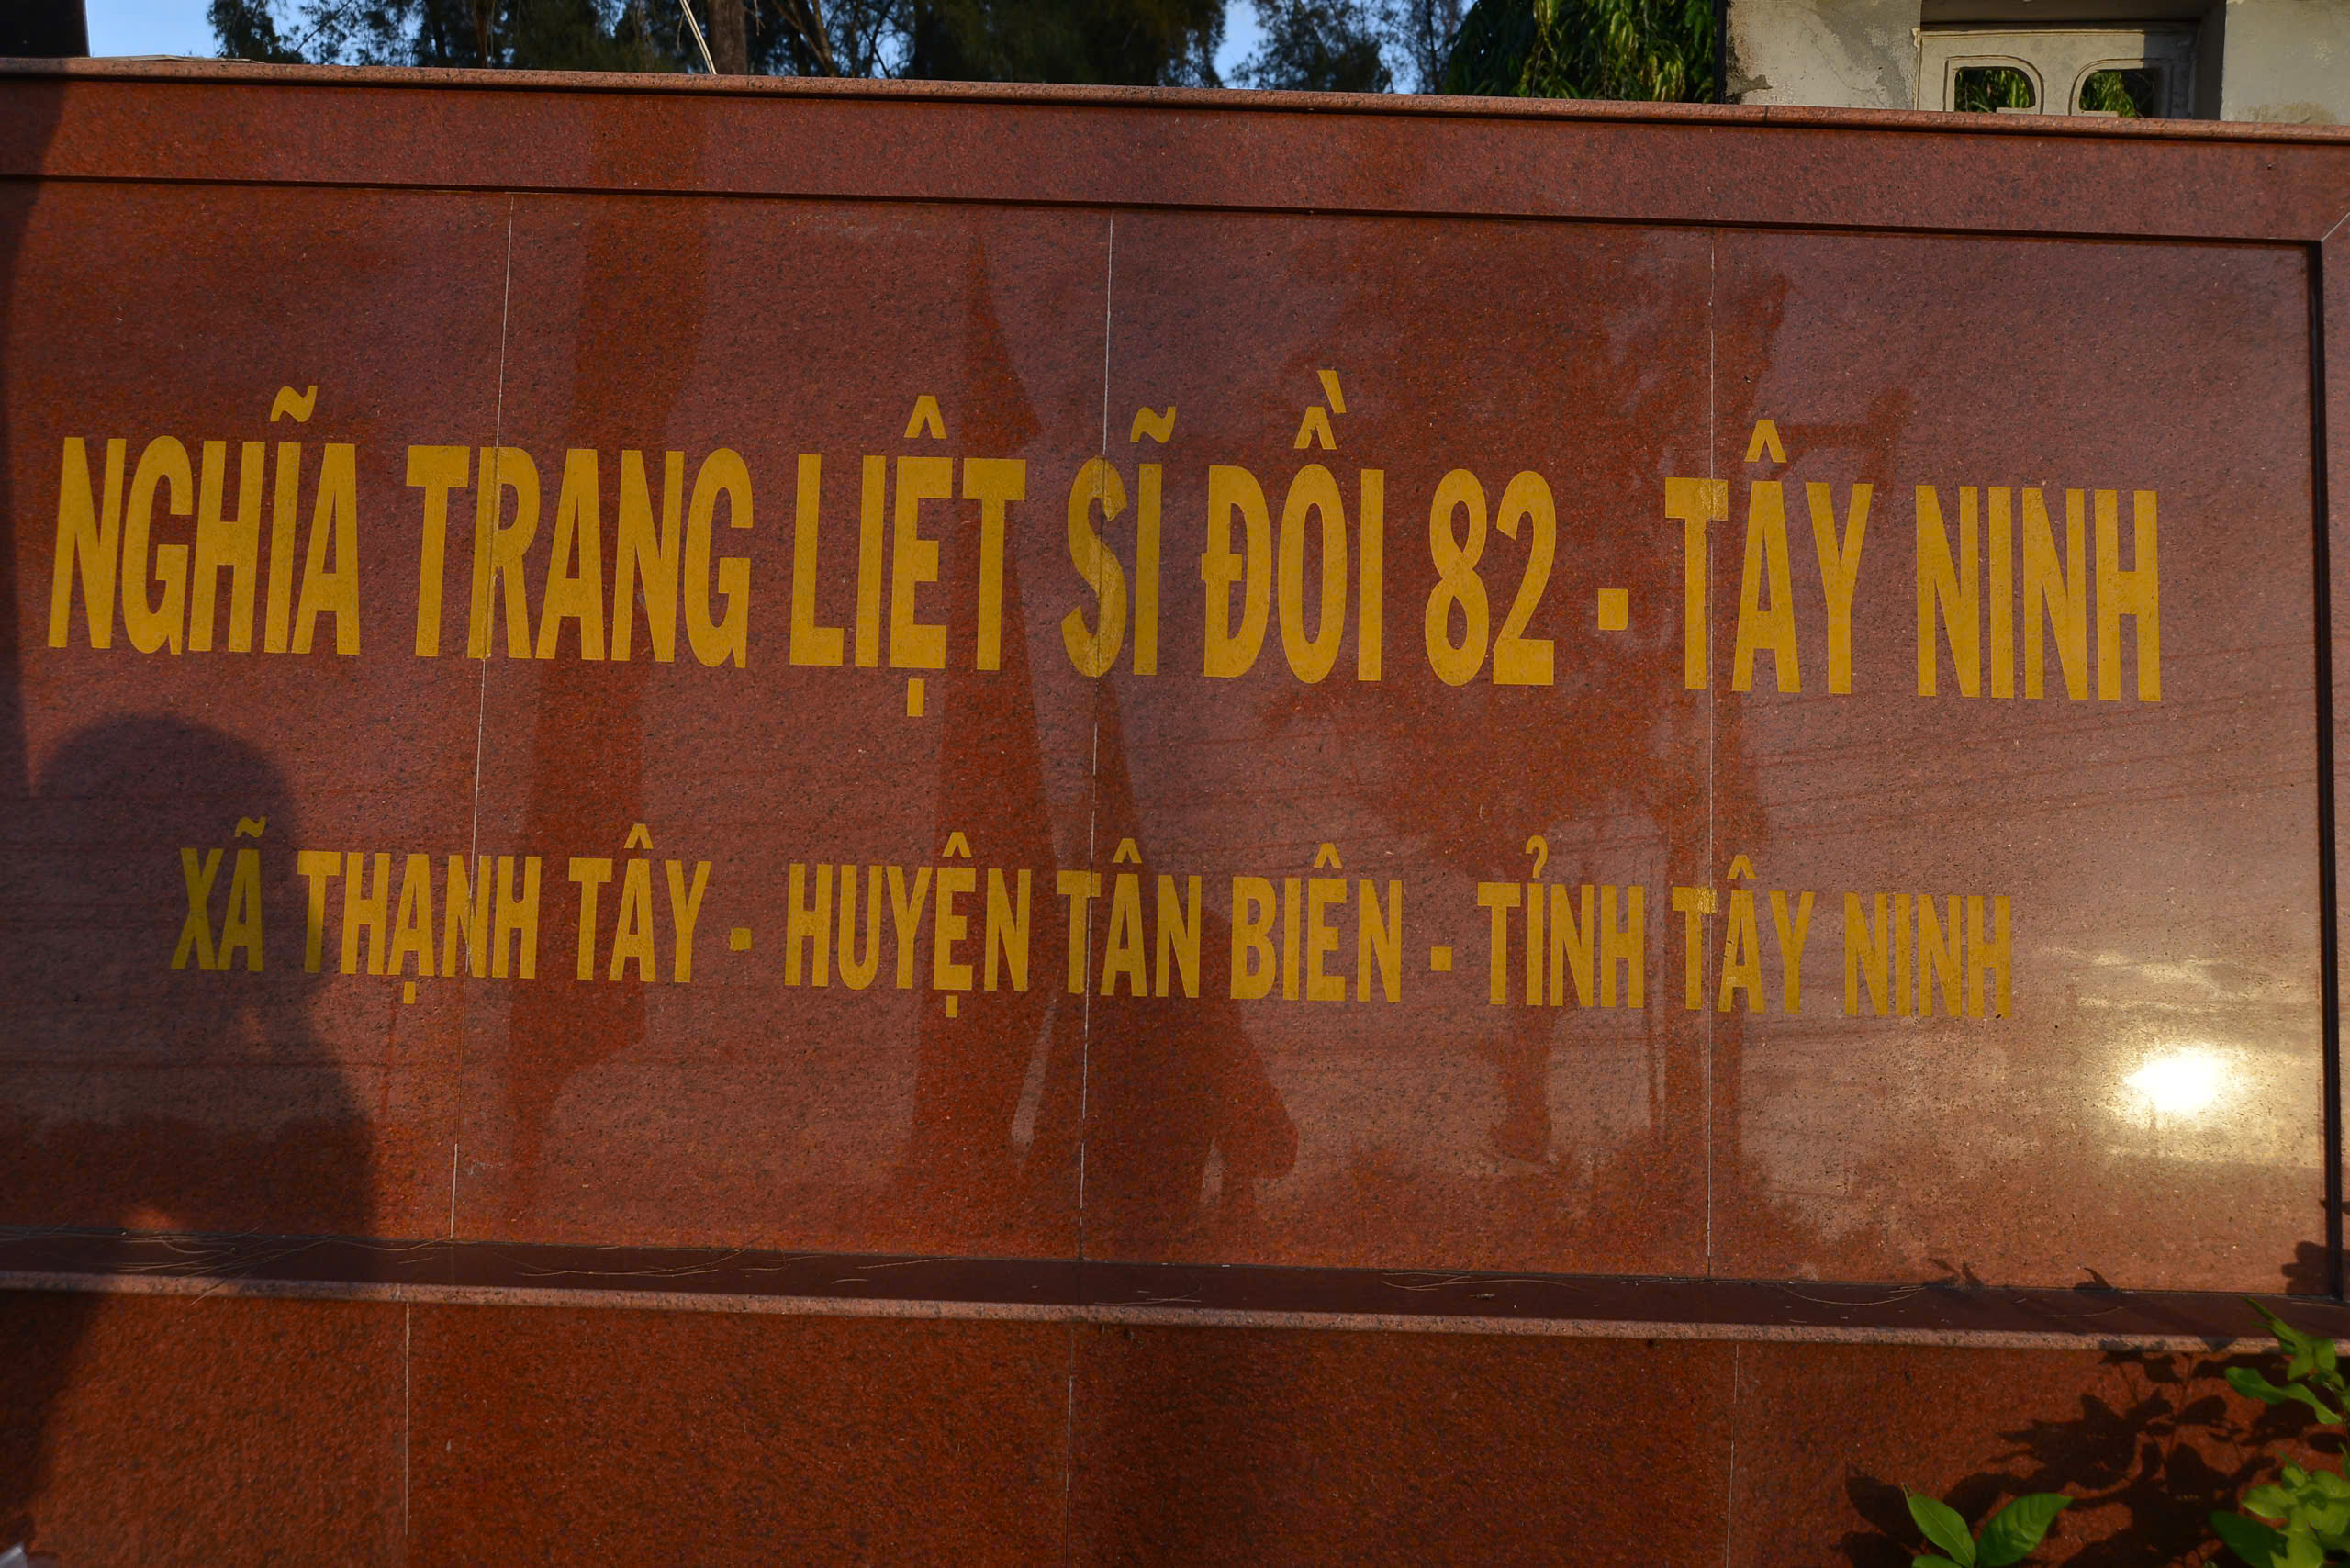 NGHĨA TRANG LIỆT SĨ ĐỒI 82 - TÂY NINH
XÃ THẠNH TÂY - HUYỆN TÂN BIÊN - TỈNH TÂY NINH